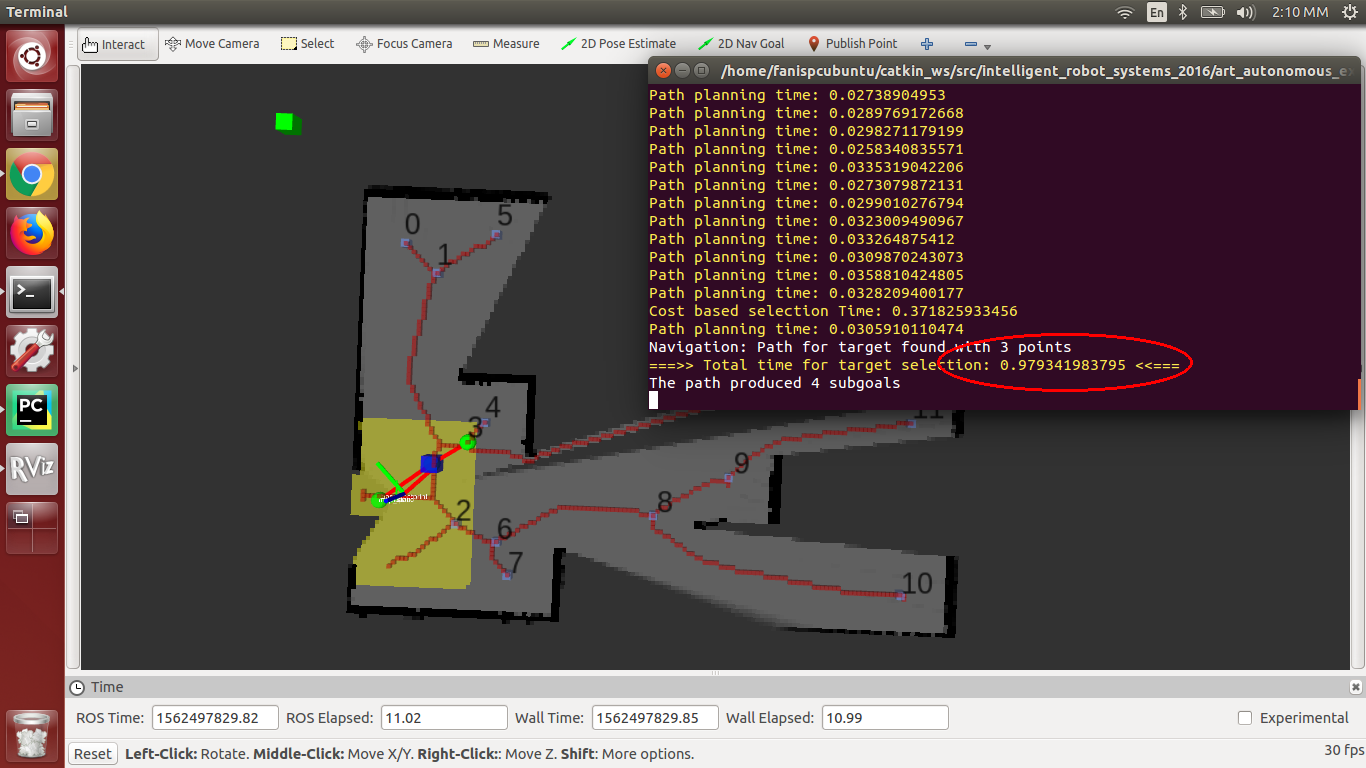 Terminal
En
2:10 MM
Interact
Move Camera
Select
Focus Camera
Measure
2D Pose Estimate
2D Nav Goal
Publish Point
/home/fanispcubuntu/catkin_ws/src/intelligent_robot_systems_2016/art_autonomous_ex
Path planning time: 0.02738904953
Path planning time: 0.0289769172668
Path planning time: 0.0298271179199
Path planning time: 0.0258340835571
Path planning time: 0.0335319042206
Path planning time: 0.0273079872131
Path planning time: 0.0299010276794
Path planning time: 0.0323009490967
Path planning time: 0.033264875412
Path planning time: 0.0309870243073
Path planning time: 0.0358810424805
Path planning time: 0.0328209400177
Cost based selection Time: 0.371825933456
Path planning time: 0.0305910110474
Navigation: Path for target found with 3 points
===>> Total time for target selection: 0.979341983795 <<===
The path produced 4 subgoals
0
5
1
4
3
11
9
2
8
6
7
10
PC
RViz
Time
ROS Time:
1562497829.82
ROS Elapsed:
11.02
Wall Time:
1562497829.85
Wall Elapsed:
10.99
Experimental
Reset
Left-Click: Rotate. Middle-Click: Move X/Y. Right-Click:: Move Z. Shift: More options.
30 fps